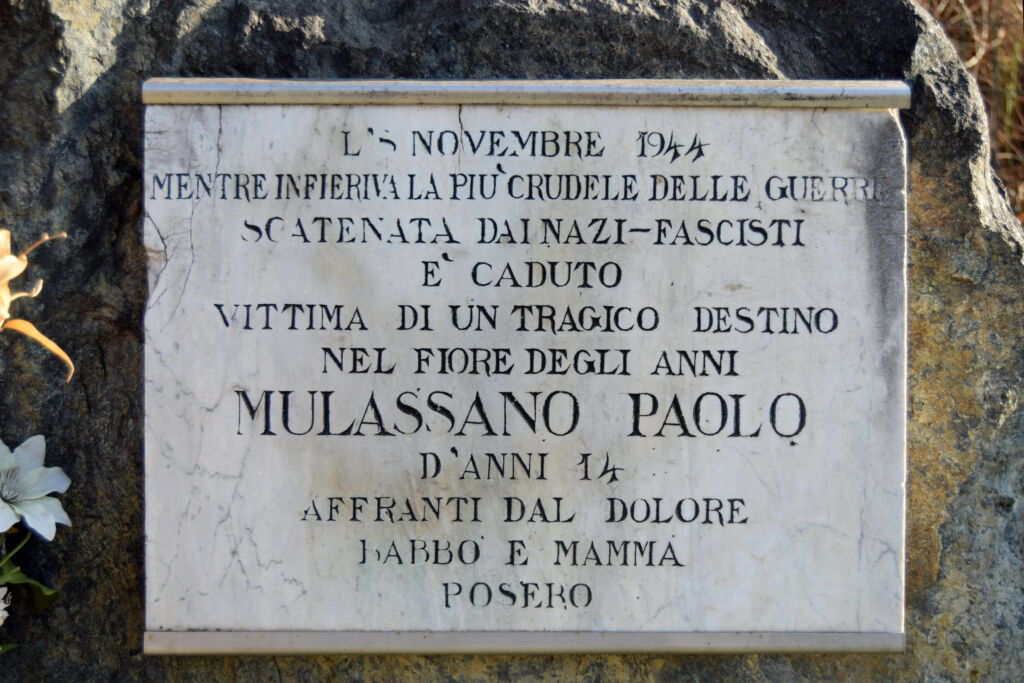 L'8 NOVEMBRE 1944
MENTRE INFIERIVA LA PIU' CRUDELE DELLE GUERRE
SCATENATA DAI NAZI-FASCISTI
E' CADUTO
VITTIMA DI UN TRAGICO DESTINO
NEL FIORE DEGLI ANNI
MULASSANO PAOLO
D'ANNI 14
AFFRANTI DAL DOLORE
BABBO E MAMMA
POSERO